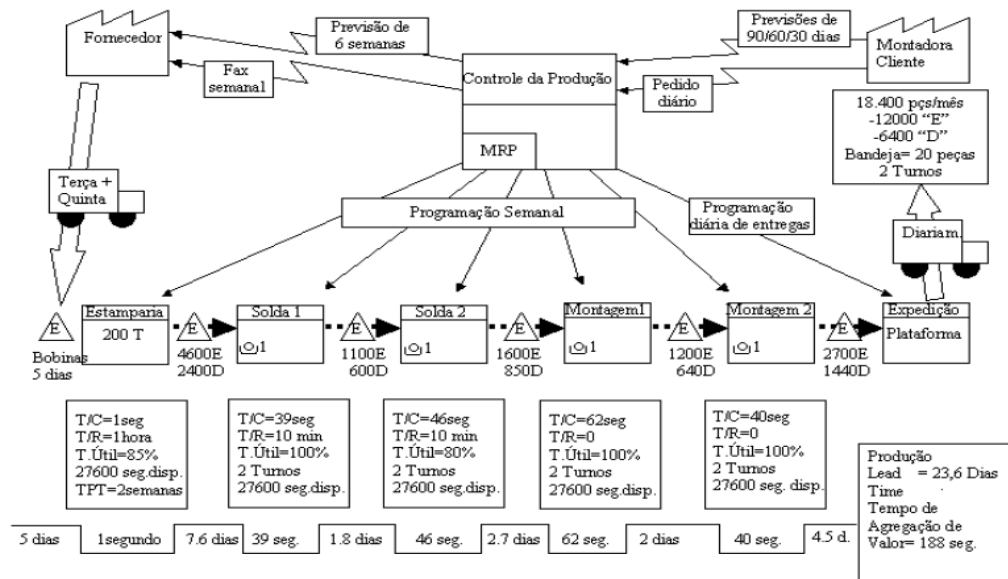 Fornecedor
Previsão de
6 semanas
Fax
semanal
Controle da Produção
MRP
Previsões de
90/60/30 dias
Pedido
diário
Montadora
Cliente
18.400 pçs/mês
-12000 “E”
-6400 “D”
Bandeja= 20 peças
2 Turnos
Terça +
Quinta
Programação Semanal
Programação
diária de entregas
Diariam.
E
Bobinas
5 dias
Estamparia
200 T
E
4600E
2400D
Solda 1
1
E
1100E
600D
Solda 2
1
E
1600E
850D
Montagem1
1
E
1200E
640D
Montagem 2
1
E
2700E
1440D
Expedição
Plataforma
T/C=1seg
T/R=1hora
T.Útil=85%
27600 seg.disp.
TPT=2semanas
T/C=39seg
T/R=10 min
T.Útil=100%
2 Turnos
27600 seg.disp.
T/C=46seg
T/R=10 min
T.Útil=80%
2 Turnos
27600 seg.disp.
T/C=62seg
T/R=0
T.Útil=100%
2 Turnos
27600 seg.disp.
T/C=40seg
T/R=0
T.Útil=100%
2 Turnos
27600 seg.disp.
Produção
Lead = 23,6 Dias
Time
Tempo de
Agregação de
Valor= 188 seg.
5 dias
1segundo
7.6 dias
39 seg.
1.8 dias
46 seg.
2.7 dias
62 seg.
2 dias
40 seg.
4.5 d.